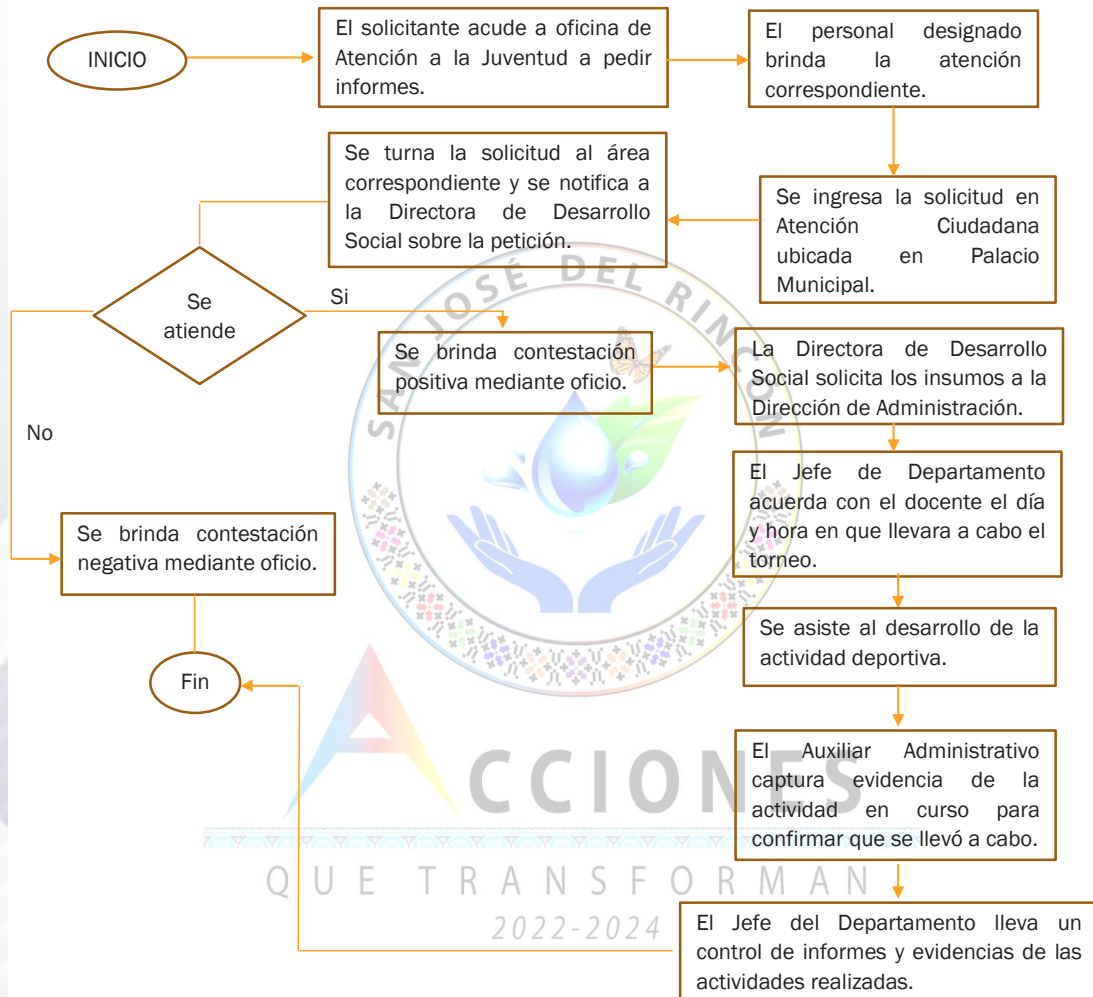 INICIO
El solicitante acude a oficina de
Atención a la Juventud a pedir
informes.
El personal designado
brinda la atención
correspondiente.
Se turna la solicitud al área
correspondiente y se notifica a
la Directora de Desarrollo
Social sobre la petición.
Se ingresa la solicitud en
Atención Ciudadana
ubicada en Palacio
Municipal.
Se
atiende
Si
No
Se brinda contestación
positiva mediante oficio.
La Directora de Desarrollo
Social solicita los insumos a la
Dirección de Administración.
El Jefe de Departamento
acuerda con el docente el día
y hora en que llevara a cabo el
torneo.
Se brinda contestación
negativa mediante oficio.
Fin
Se asiste al desarrollo de la
actividad deportiva.
El Auxiliar Administrativo
captura evidencia de la
actividad en curso para
confirmar que se llevó a cabo.
El Jefe del Departamento lleva un
control de informes y evidencias de las
actividades realizadas.
SAN JOSÉ DEL RINCÓN
ACCIONES
QUE TRANSFORMAN
2022-2024